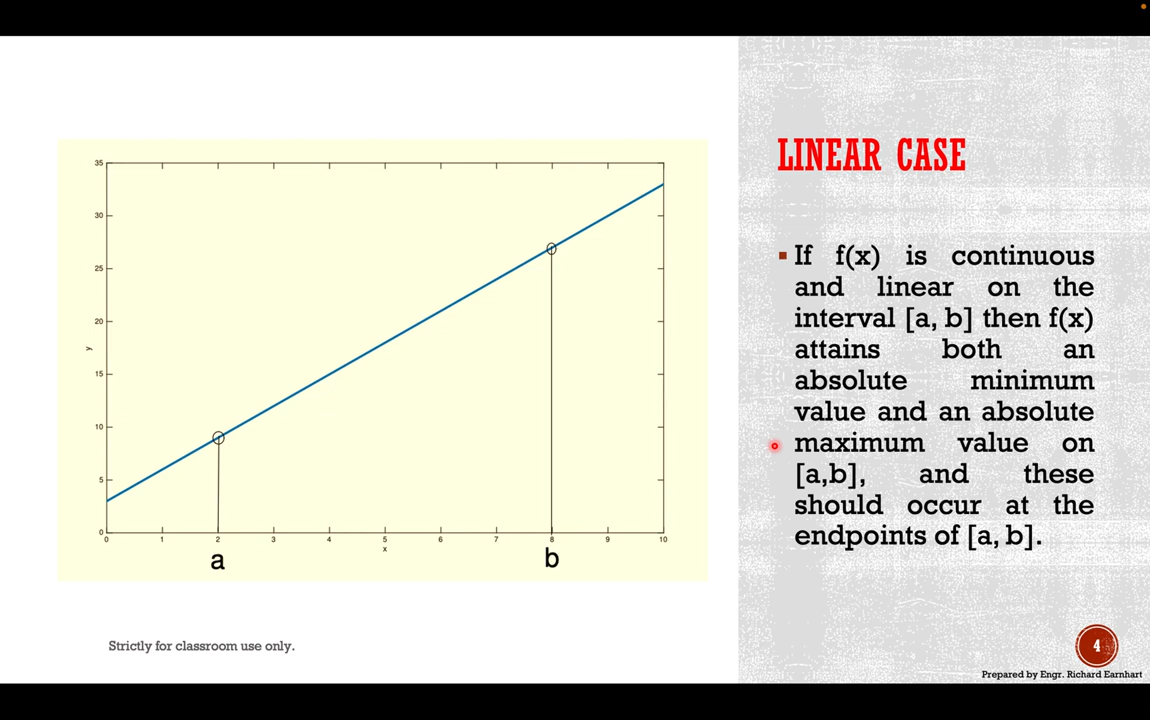 LINEAR CASE
If f(x) is continuous
and linear on the
interval [a, b] then f(x)
attains both an
absolute minimum
value and an absolute
maximum value on
[a,b], and these
should occur at the
endpoints of [a, b].
35
30
25
20
15
10
5
0
y
0 1 2 3 4 5 6 7 8 9 10
x
a b
Strictly for classroom use only.
4
Prepared by Engr. Richard Earnhart